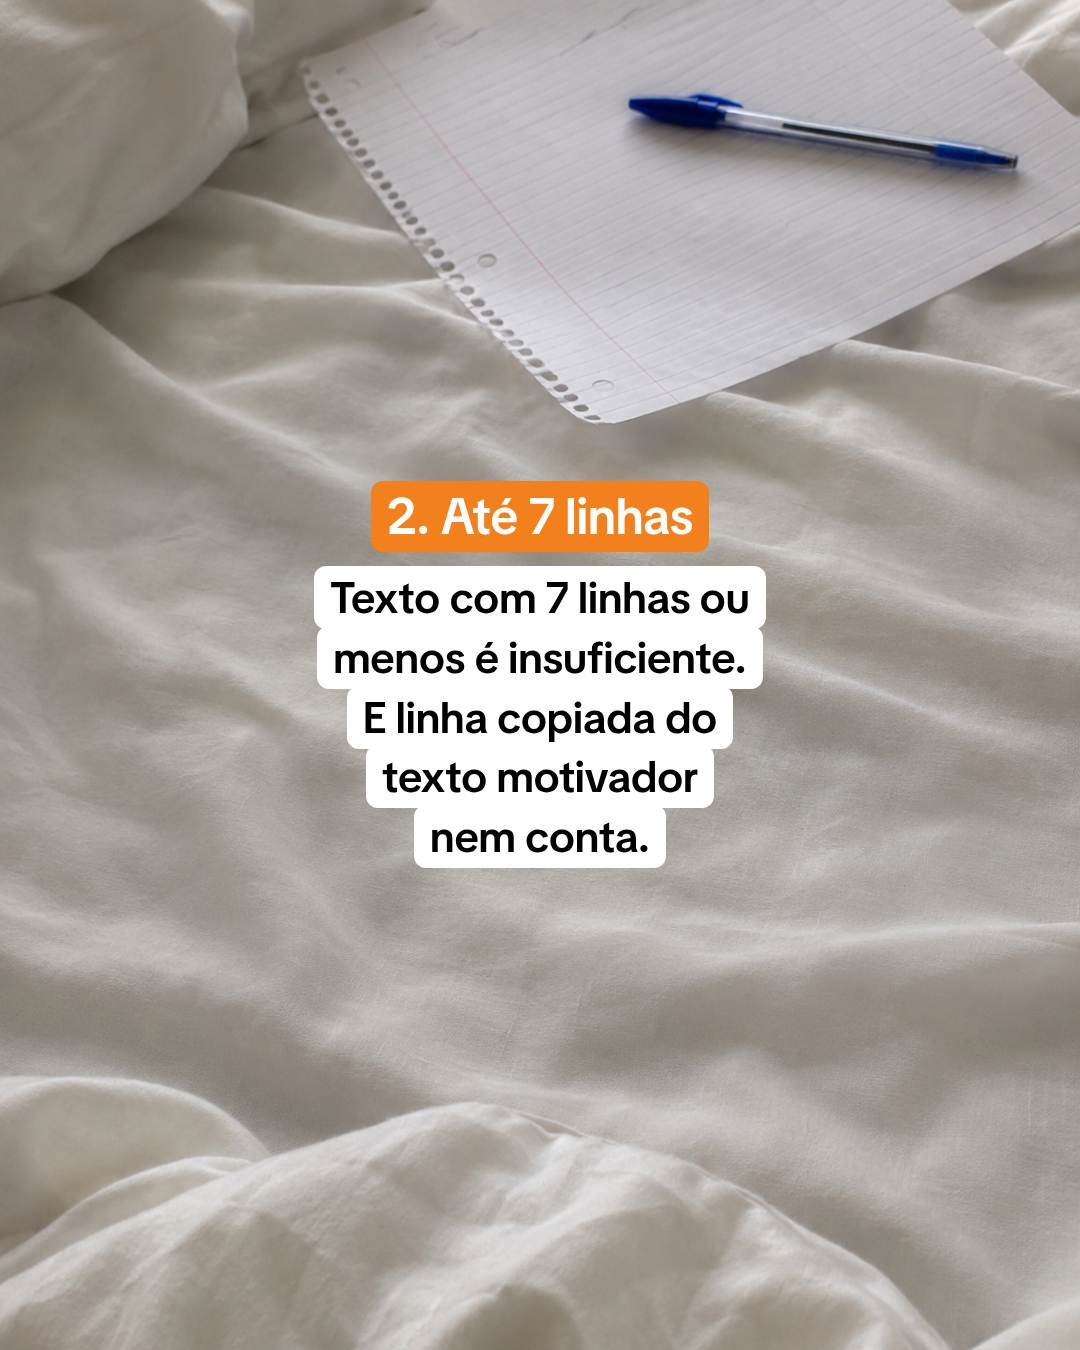 2. Até 7 linhas
Texto com 7 linhas ou
menos é insuficiente.
E linha copiada do
texto motivador
nem conta.